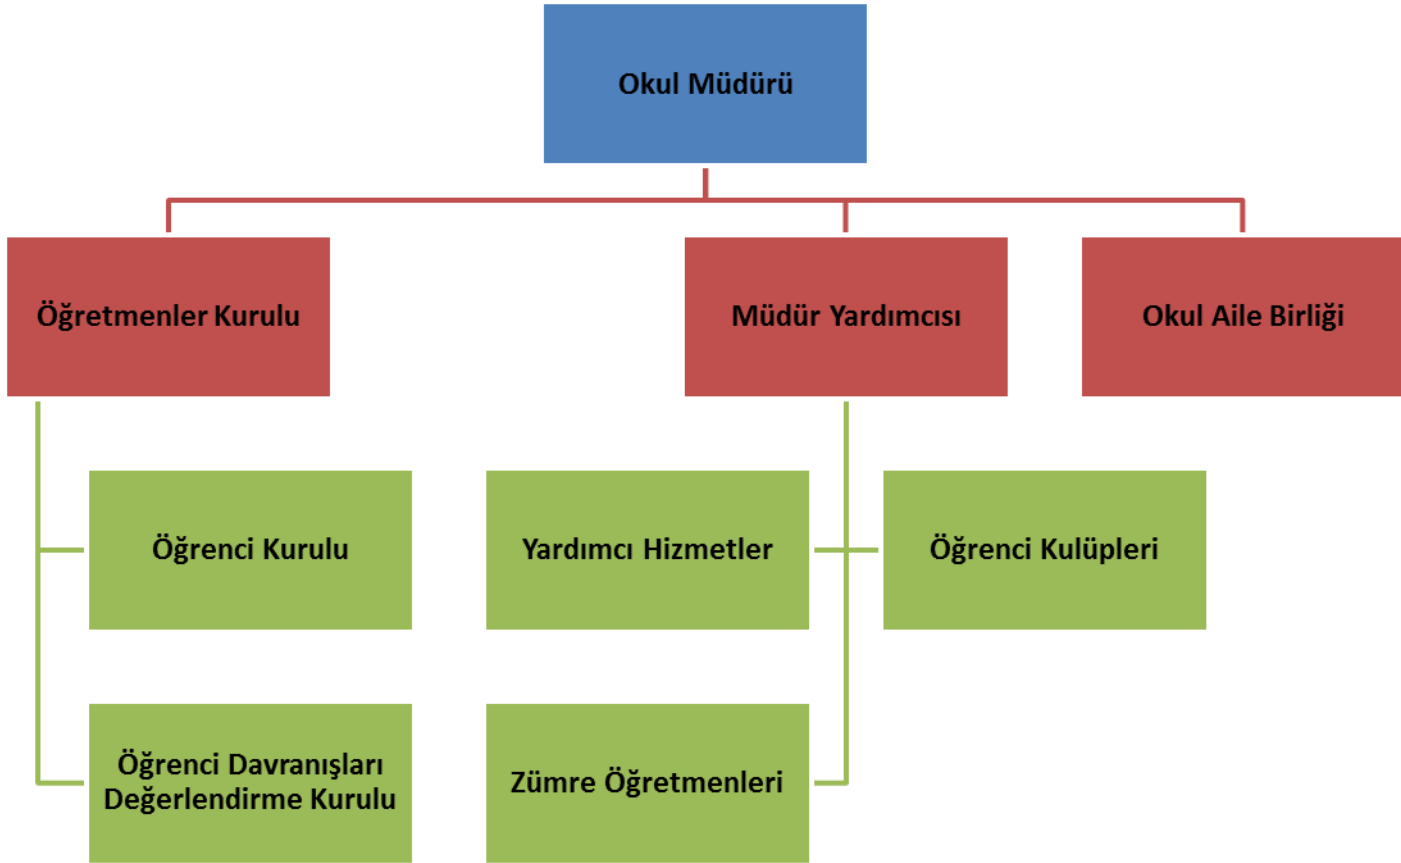 Okul Müdürü
Öğretmenler Kurulu
Müdür Yardımcısı
Okul Aile Birliği
Öğrenci Kurulu
Yardımcı Hizmetler
Öğrenci Kulüpleri
Öğrenci Davranışları
Değerlendirme Kurulu
Zümre Öğretmenleri